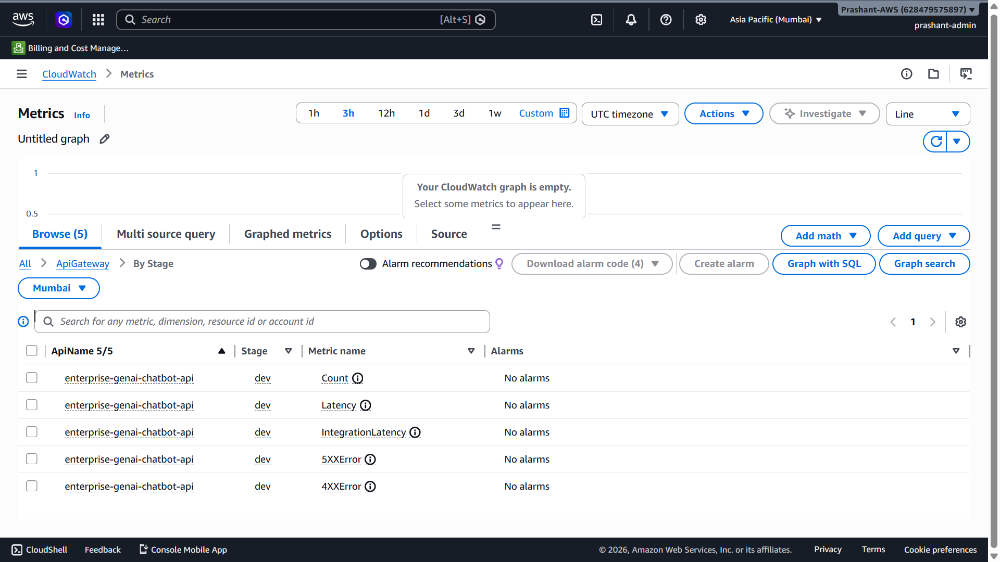 aws
Search [Alt+S]
Asia Pacific (Mumbai)
Prashant-AWS (628479575897)
prashant-admin
Billing and Cost Manage...
CloudWatch Metrics
Metrics Info
1h 3h 12h 1d 3d 1w Custom
UTC timezone
Actions
Investigate
Line
Untitled graph
1
0.5
Your CloudWatch graph is empty.
Select some metrics to appear here.
Browse (5) Multi source query Graphed metrics Options Source
Add math Add query
All ApiGateway By Stage
Alarm recommendations Download alarm code (4) Create alarm Graph with SQL Graph search
Mumbai
Search for any metric, dimension, resource id or account id
1
ApiName 5/5 Stage Metric name Alarms
enterprise-genai-chatbot-api dev Count No alarms
enterprise-genai-chatbot-api dev Latency No alarms
enterprise-genai-chatbot-api dev IntegrationLatency No alarms
enterprise-genai-chatbot-api dev 5XXError No alarms
enterprise-genai-chatbot-api dev 4XXError No alarms
CloudShell Feedback Console Mobile App © 2026, Amazon Web Services, Inc. or its affiliates. Privacy Terms Cookie preferences